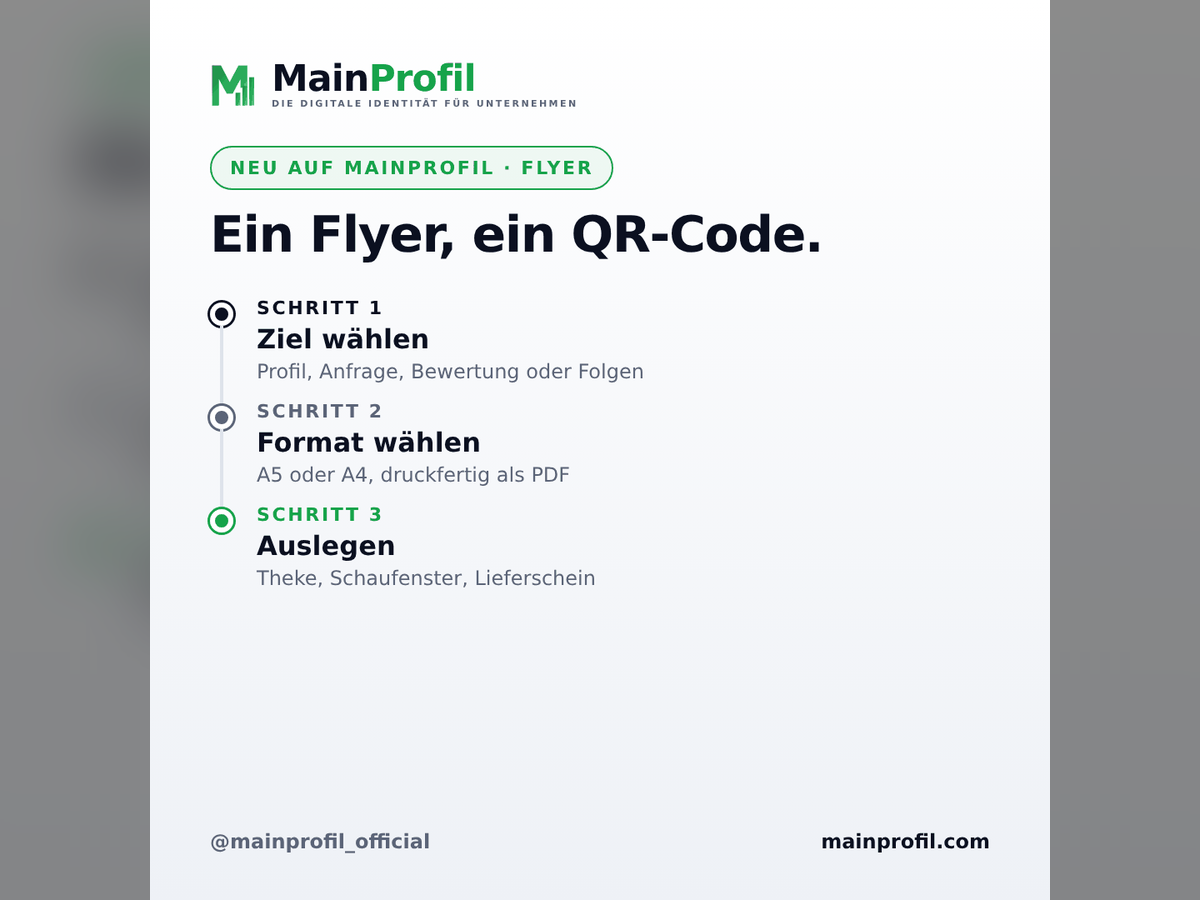 MainProfil
DIE DIGITALE IDENTITÄT FÜR UNTERNEHMEN
NEU AUF MAINPROFIL · FLYER
Ein Flyer, ein QR-Code.
SCHRITT 1
Ziel wählen
Profil, Anfrage, Bewertung oder Folgen
SCHRITT 2
Format wählen
A5 oder A4, druckfertig als PDF
SCHRITT 3
Auslegen
Theke, Schaufenster, Lieferschein
@mainprofil_official
mainprofil.com